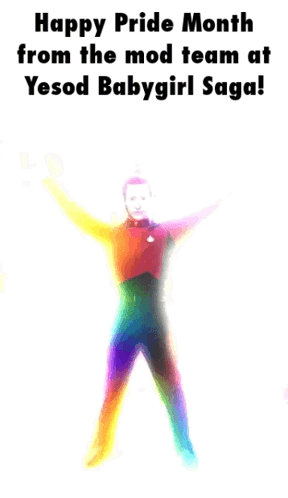 Happy Pride Month
from the mod team at
Yesod Babygirl Saga!